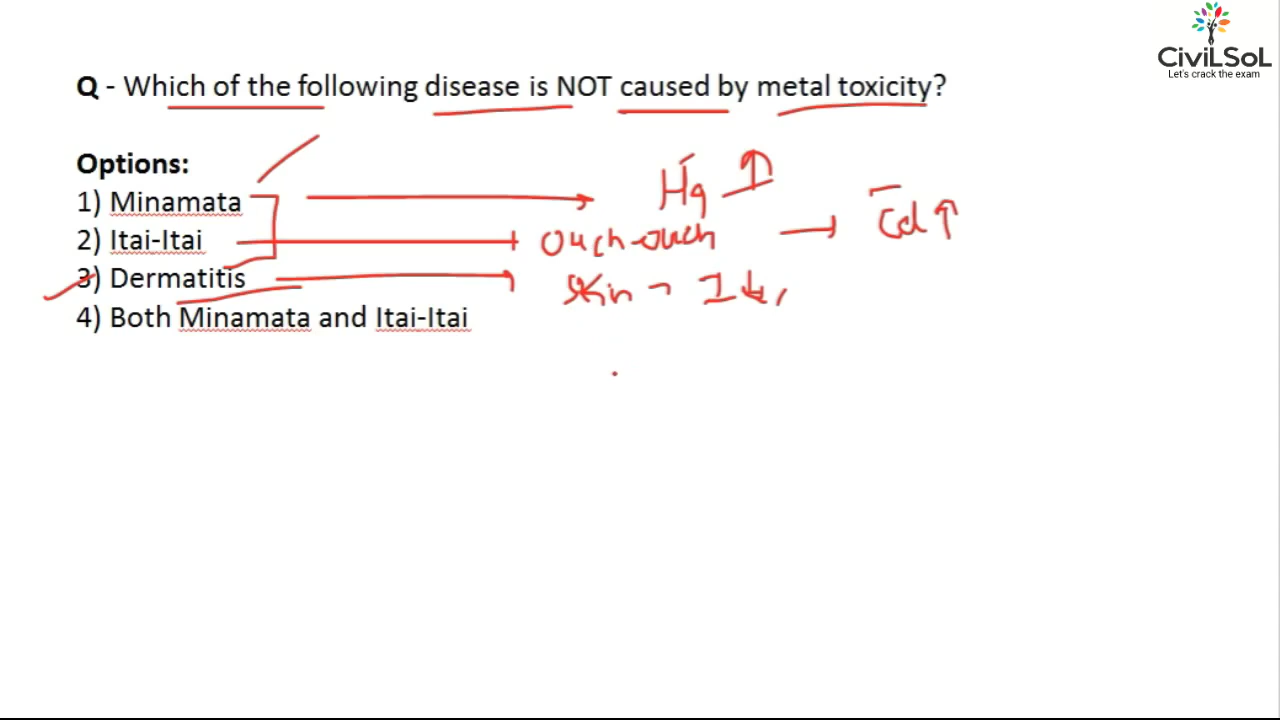 CiviLSoL
Let's crack the exam
Q - Which of the following disease is NOT caused by metal toxicity?
Options:
1) Minamata
Hg ↑
2) Itai-Itai
ouch-ouch
Cd ↑
3) Dermatitis
skin
4) Both Minamata and Itai-Itai